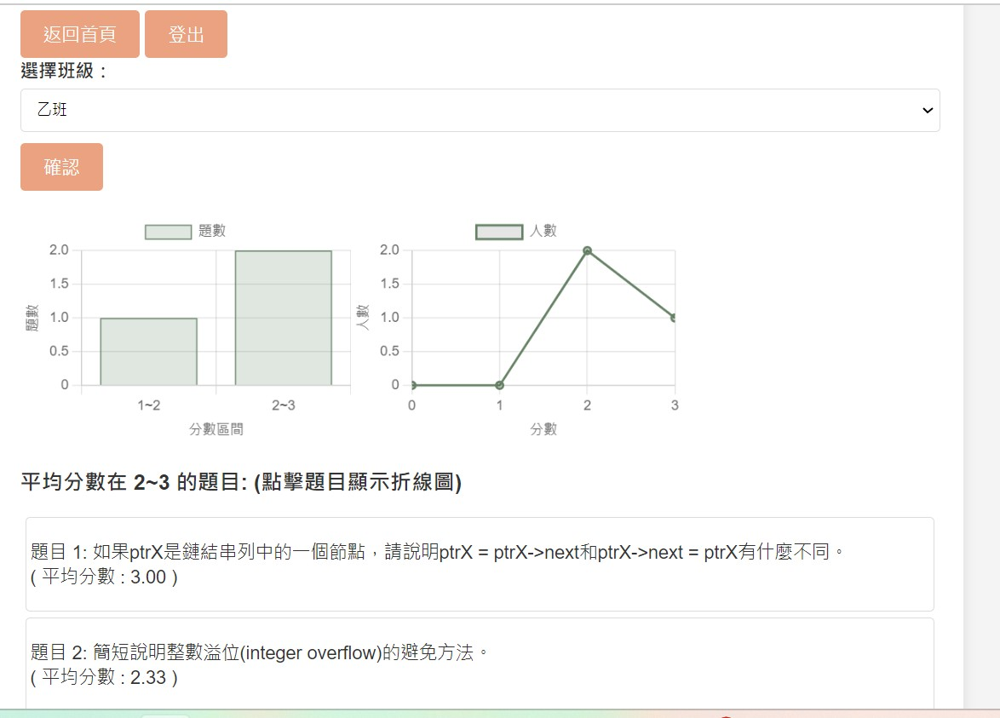 返回首頁 登出
選擇班級：
乙班
確認
題數
2.0
1.5
1.0
0.5
0
題數
1~2 2~3
分數區間
人數
2.0
1.5
1.0
0.5
0
人數
0 1 2 3
分數
平均分數在 2~3 的題目: (點擊題目顯示折線圖)
題目 1: 如果ptrX是鏈結串列中的一個節點，請說明ptrX = ptrX->next和ptrX->next = ptrX有什麼不同。
( 平均分數 : 3.00 )
題目 2: 簡短說明整數溢位(integer overflow)的避免方法。
( 平均分數 : 2.33 )